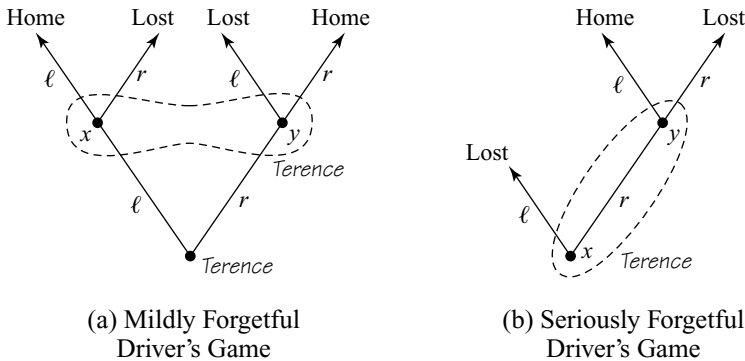 Home Lost Lost Home
ℓ r ℓ r
x y
Terence
ℓ r
Terence
(a) Mildly Forgetful
Driver's Game
Home Lost
ℓ r
y
Lost
ℓ r
x Terence
(b) Seriously Forgetful
Driver's Game